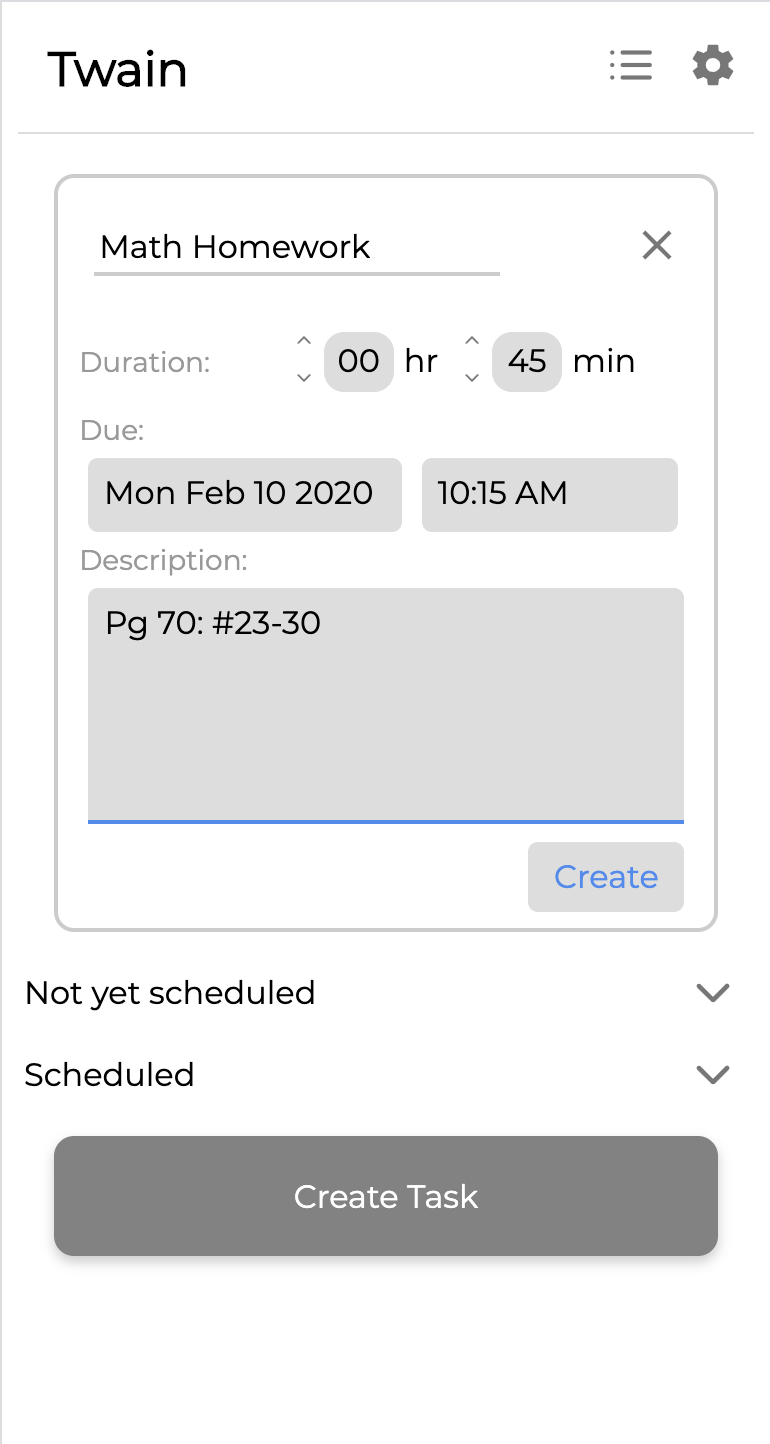 Twain
Math Homework
Duration: 00 hr 45 min
Due:
Mon Feb 10 2020 10:15 AM
Description:
Pg 70: #23-30
Create
Not yet scheduled
Scheduled
Create Task